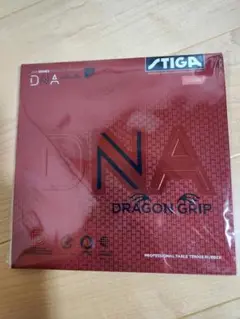 STIGA
DNA
DNA
DRAGON GRIP
PROFESSIONAL TABLE TENNIS RUBBER